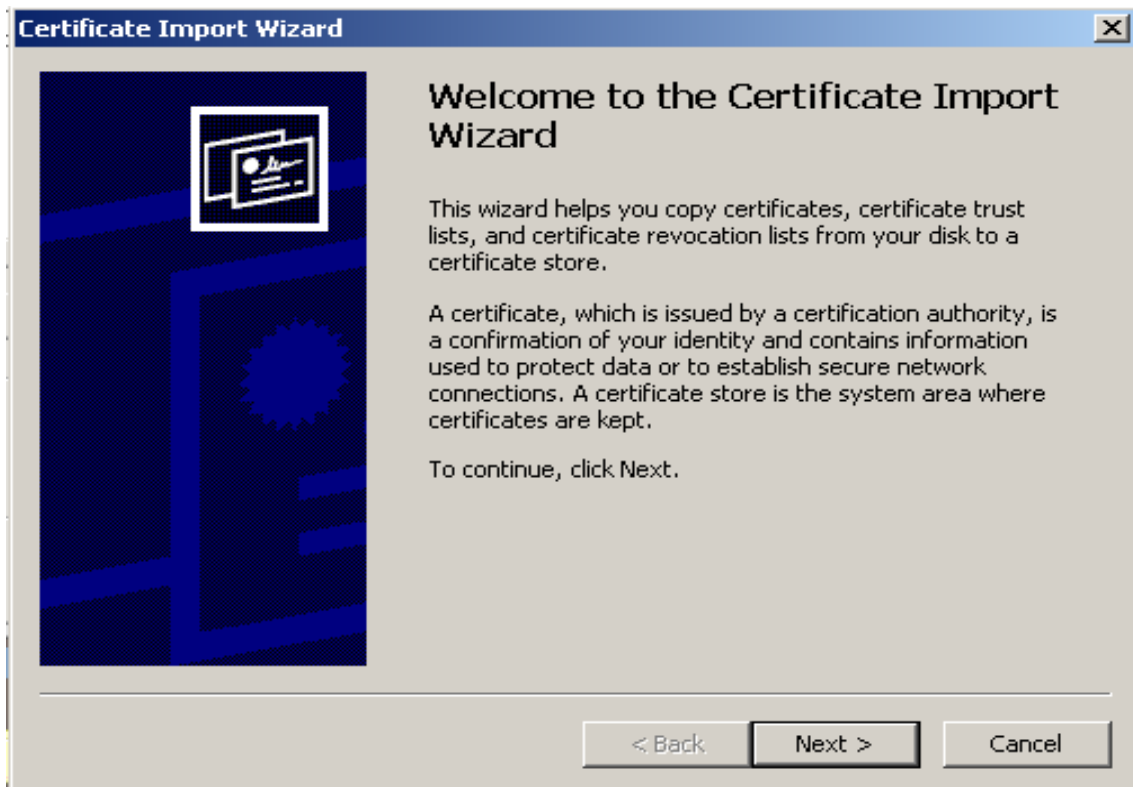 Certificate Import Wizard
Welcome to the Certificate Import
Wizard
This wizard helps you copy certificates, certificate trust
lists, and certificate revocation lists from your disk to a
certificate store.
A certificate, which is issued by a certification authority, is
a confirmation of your identity and contains information
used to protect data or to establish secure network
connections. A certificate store is the system area where
certificates are kept.
To continue, click Next.
< Back
Next >
Cancel